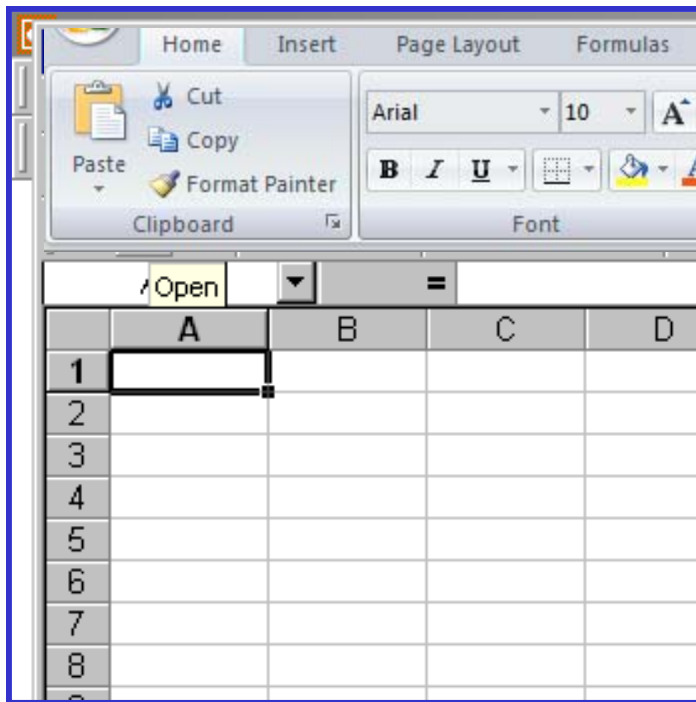 Home Insert Page Layout Formulas
Cut
Arial 10 A
Copy
Paste
B I U
Format Painter
Clipboard Font
Open =
A B C D
1
2
3
4
5
6
7
8